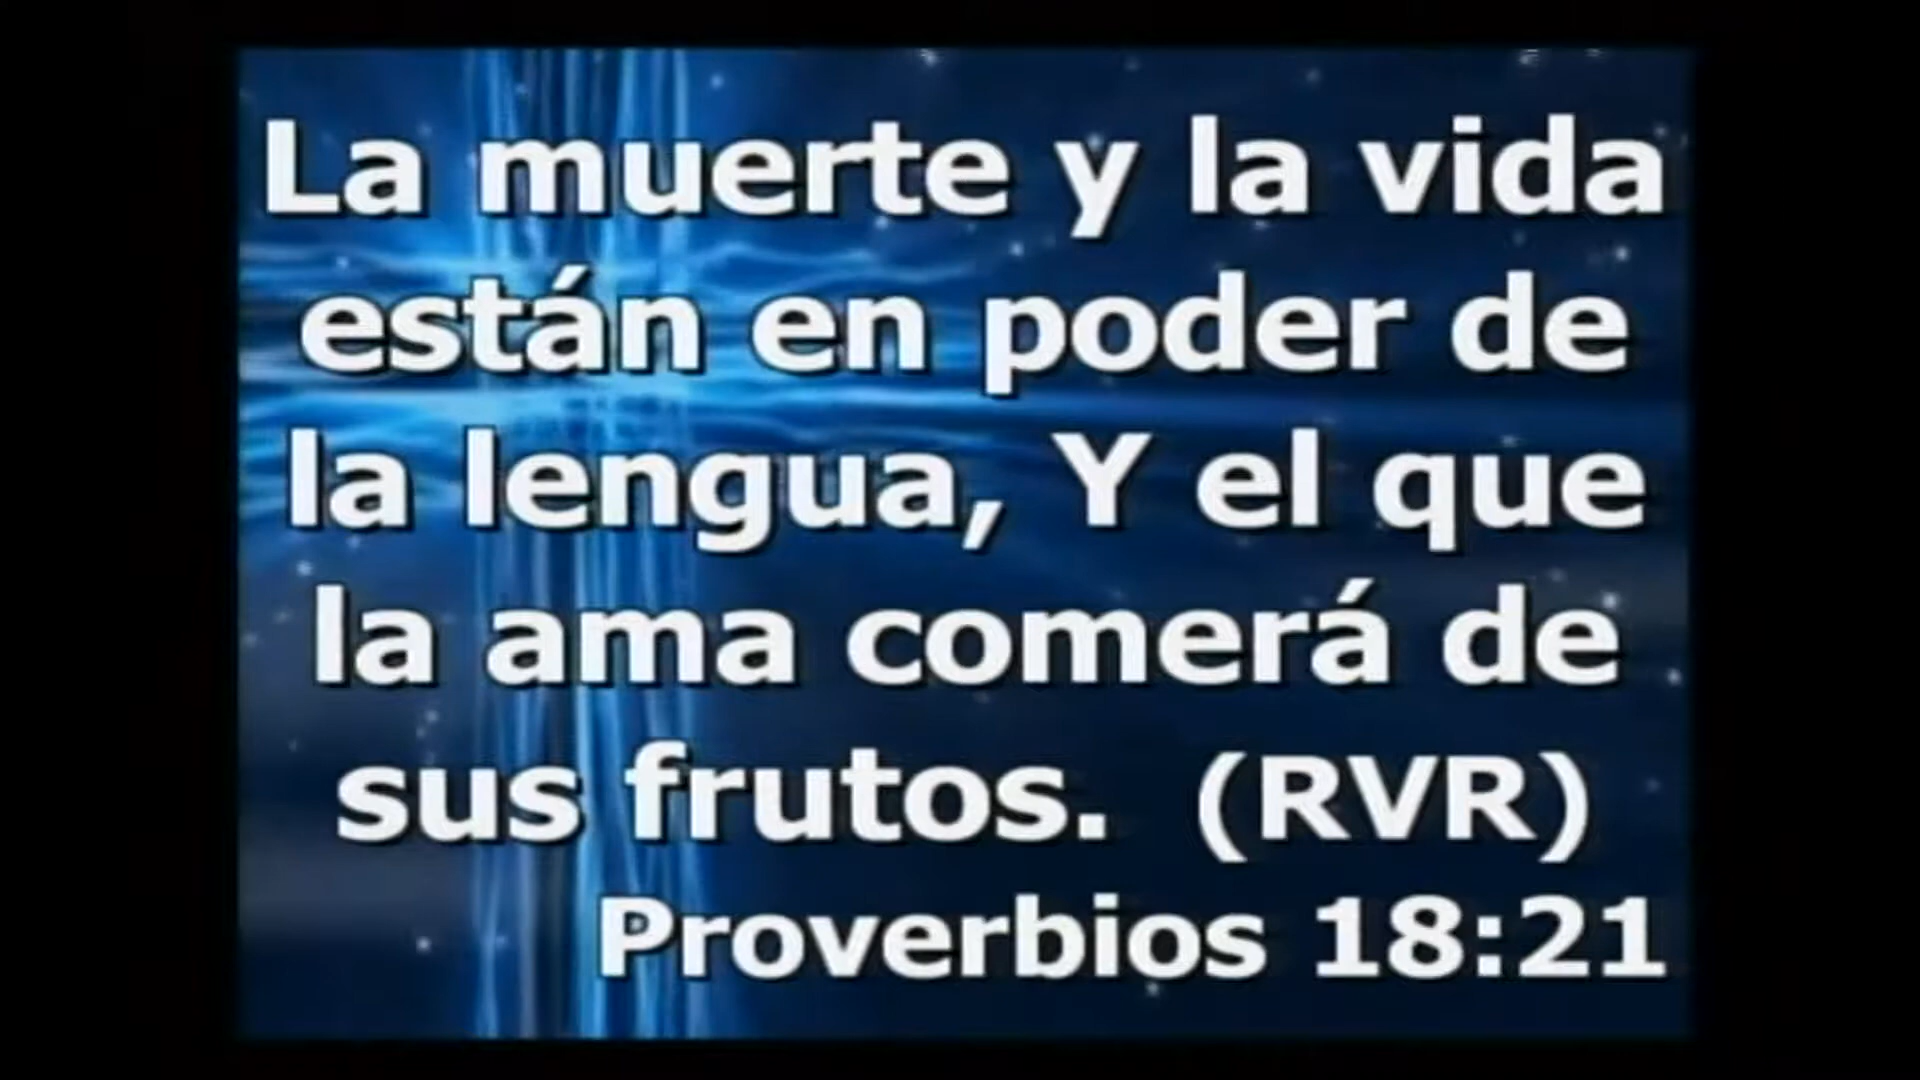 La muerte y la vida
están en poder de
la lengua, Y el que
la ama comerá de
sus frutos. (RVR)
Proverbios 18:21